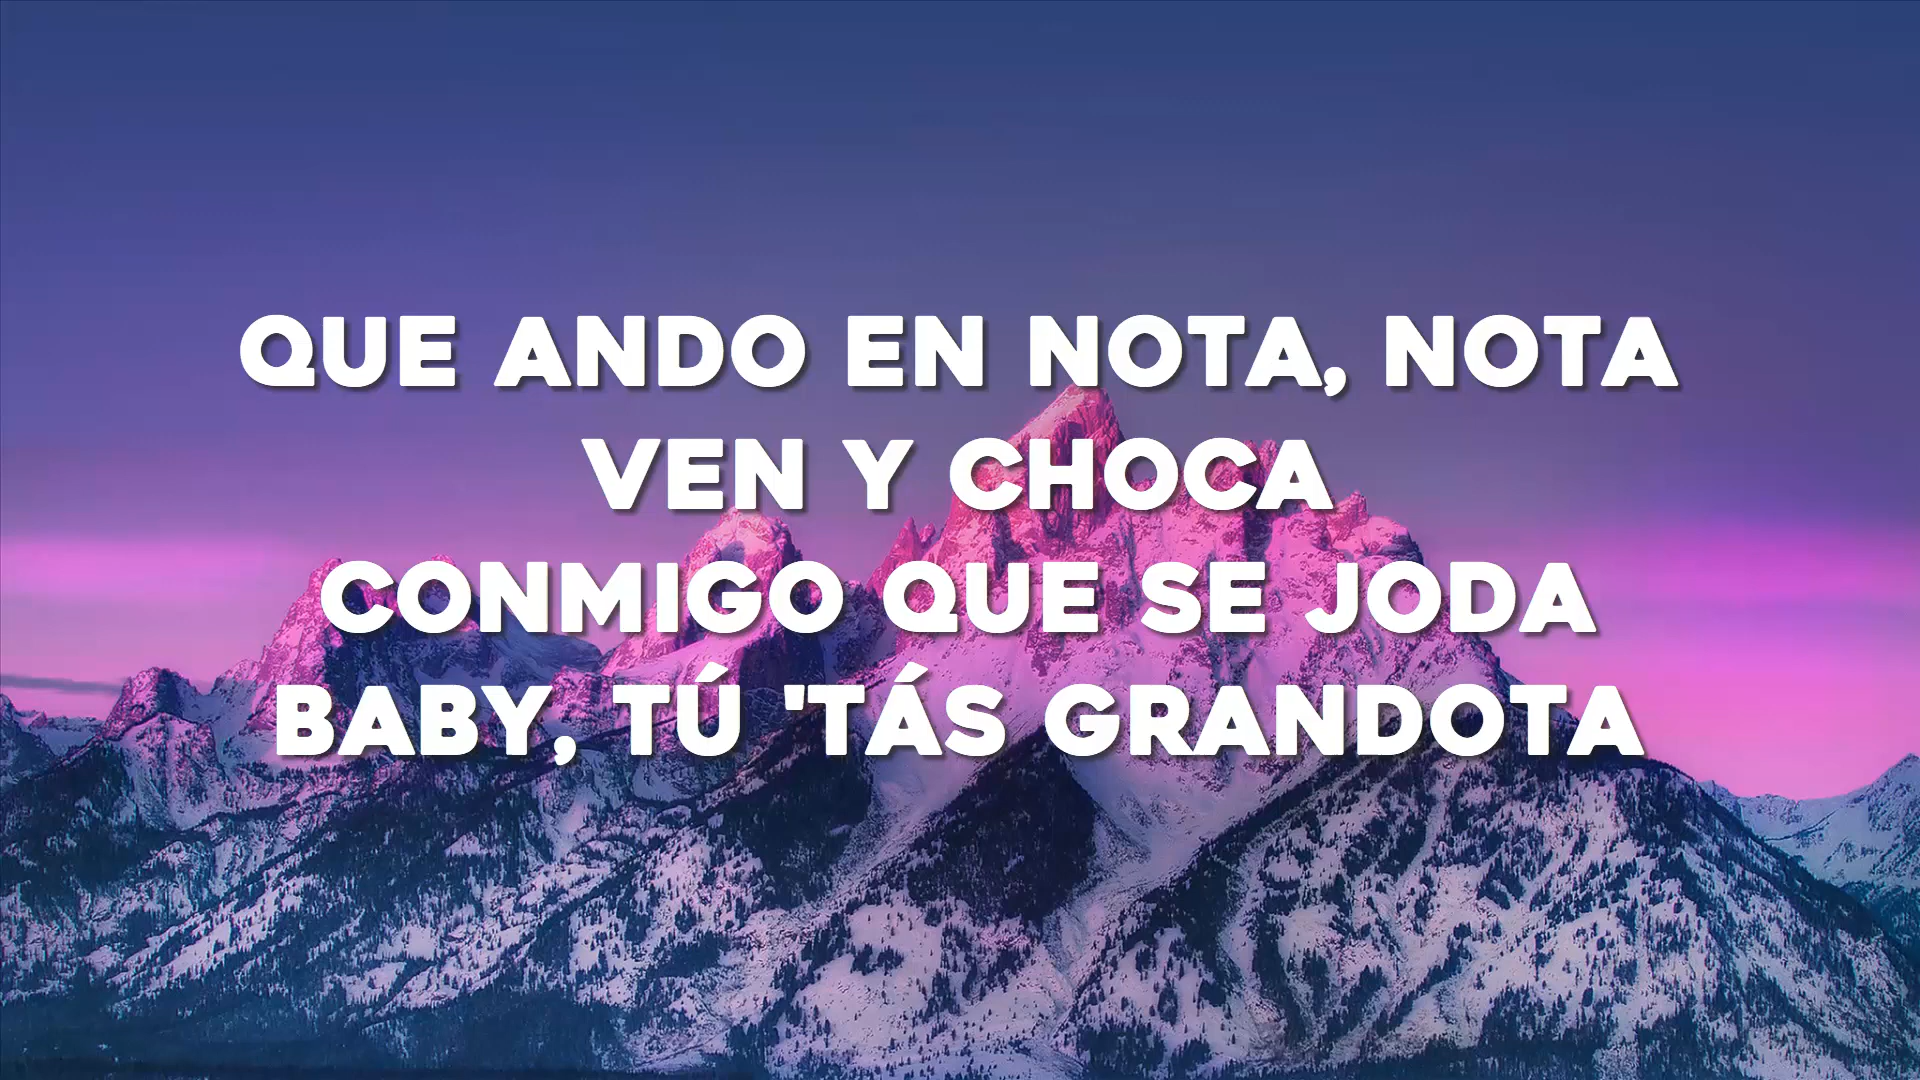 QUE ANDO EN NOTA, NOTA
VEN Y CHOCA
CONMIGO QUE SE JODA
BABY, TÚ 'TÁS GRANDOTA